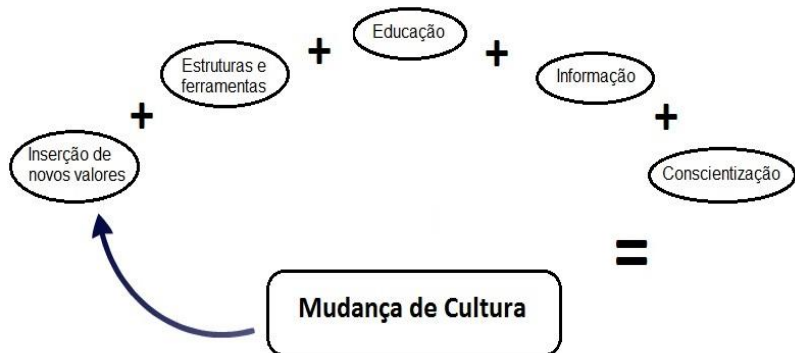 Inserção de
novos valores
+
Estruturas e
ferramentas
+
Educação
+
Informação
+
Conscientização
=
Mudança de Cultura